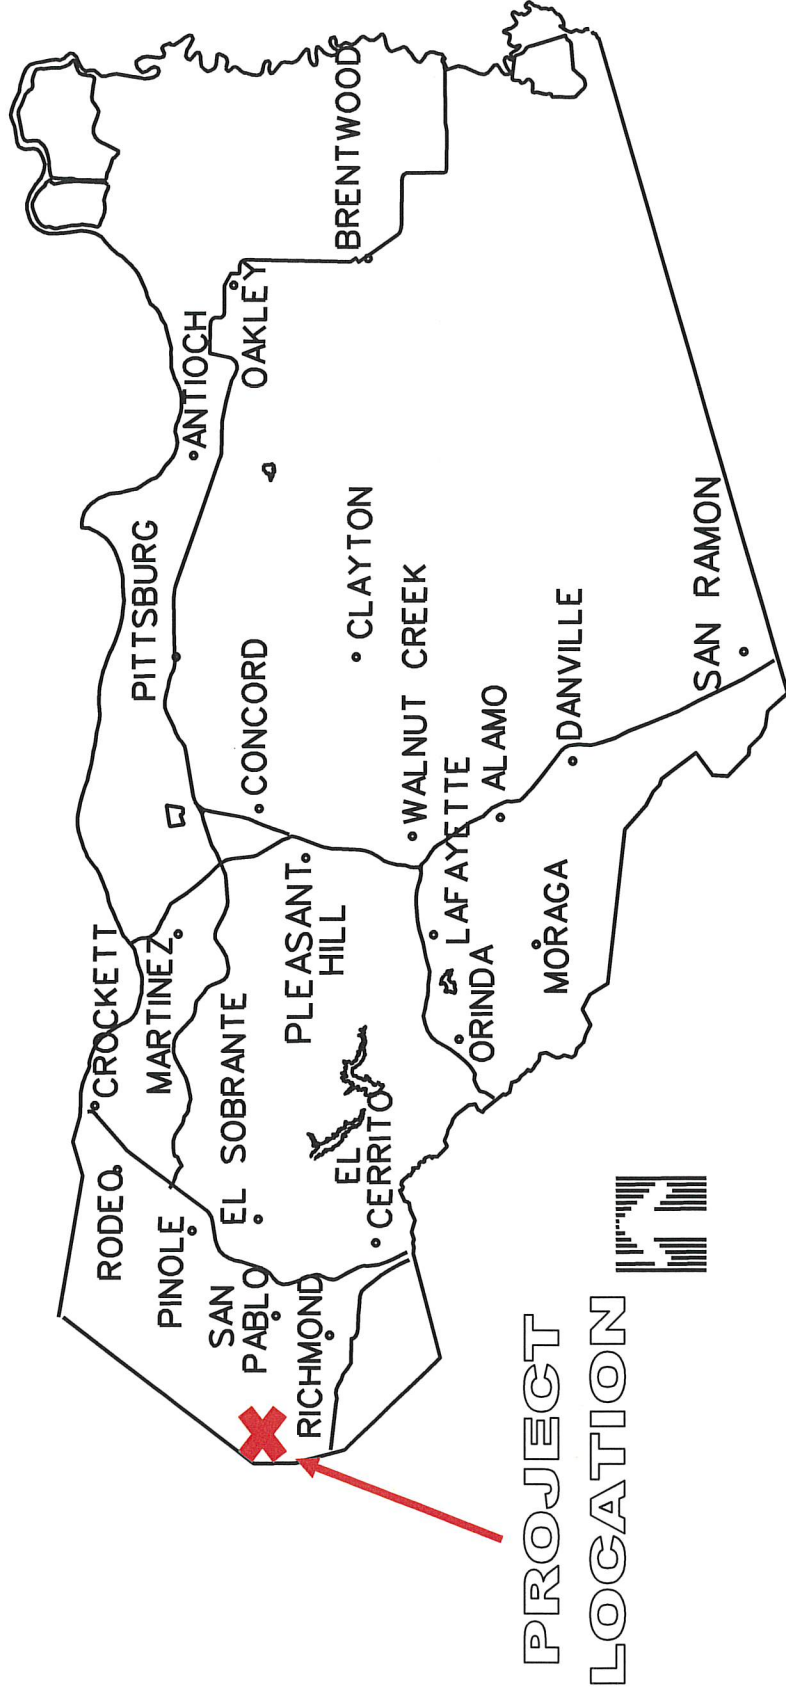 CROCKETT
RODEO
MARTINEZ
PINOLE
EL SOBRANTE
SAN
PABLO
RICHMOND
EL
CERRITO
PLEASANT
HILL
CONCORD
PITTSBURG
ANTIOCH
OAKLEY
BRENTWOOD
CLAYTON
WALNUT CREEK
LAFAYETTE
ORINDA
ALAMO
MORAGA
DANVILLE
SAN RAMON
PROJECT
LOCATION